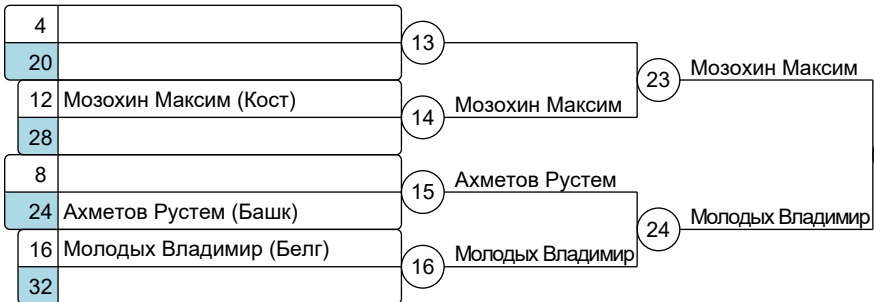 4
20
13
12 Мозохин Максим (Кост)
28
14
Мозохин Максим
23
Мозохин Максим
8
24 Ахметов Рустем (Башк)
15
Ахметов Рустем
16 Молодых Владимир (Белг)
32
16
Молодых Владимир
24
Молодых Владимир